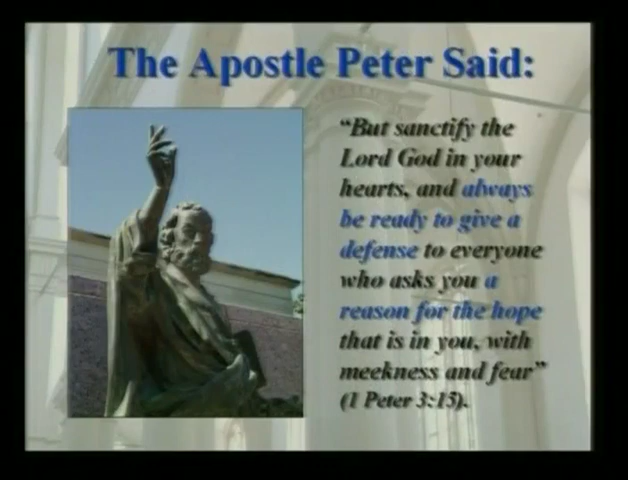 The Apostle Peter Said:
“But sanctify the
Lord God in your
hearts, and always
be ready to give a
defense to everyone
who asks you a
reason for the hope
that is in you, with
meekness and fear”
(1 Peter 3:15).